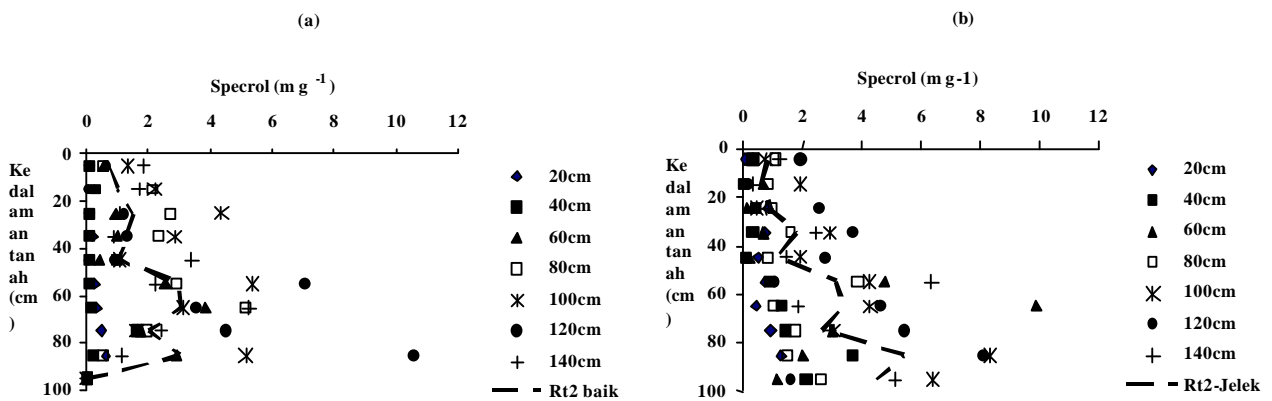 (a)
Specrol (m g -1)
0 2 4 6 8 10 12
0
20
40
60
80
100
Ke
dal
am
an
tan
ah
(cm
)
20cm
40cm
60cm
80cm
100cm
120cm
140cm
Rt2 baik
(b)
Specrol (m g-1)
0 2 4 6 8 10 12
0
20
40
60
80
100
Ke
dal
am
an
tan
ah
(cm
)
20cm
40cm
60cm
80cm
100cm
120cm
140cm
Rt2-Jelek